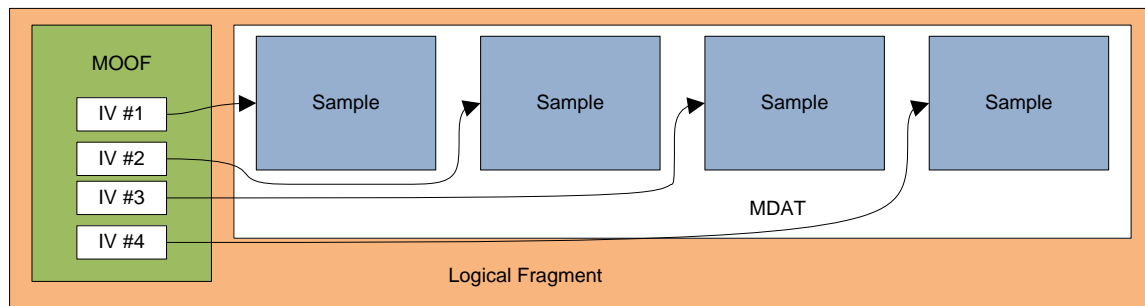 MOOF
IV #1
IV #2
IV #3
IV #4
Sample
Sample
Sample
Sample
MDAT
Logical Fragment